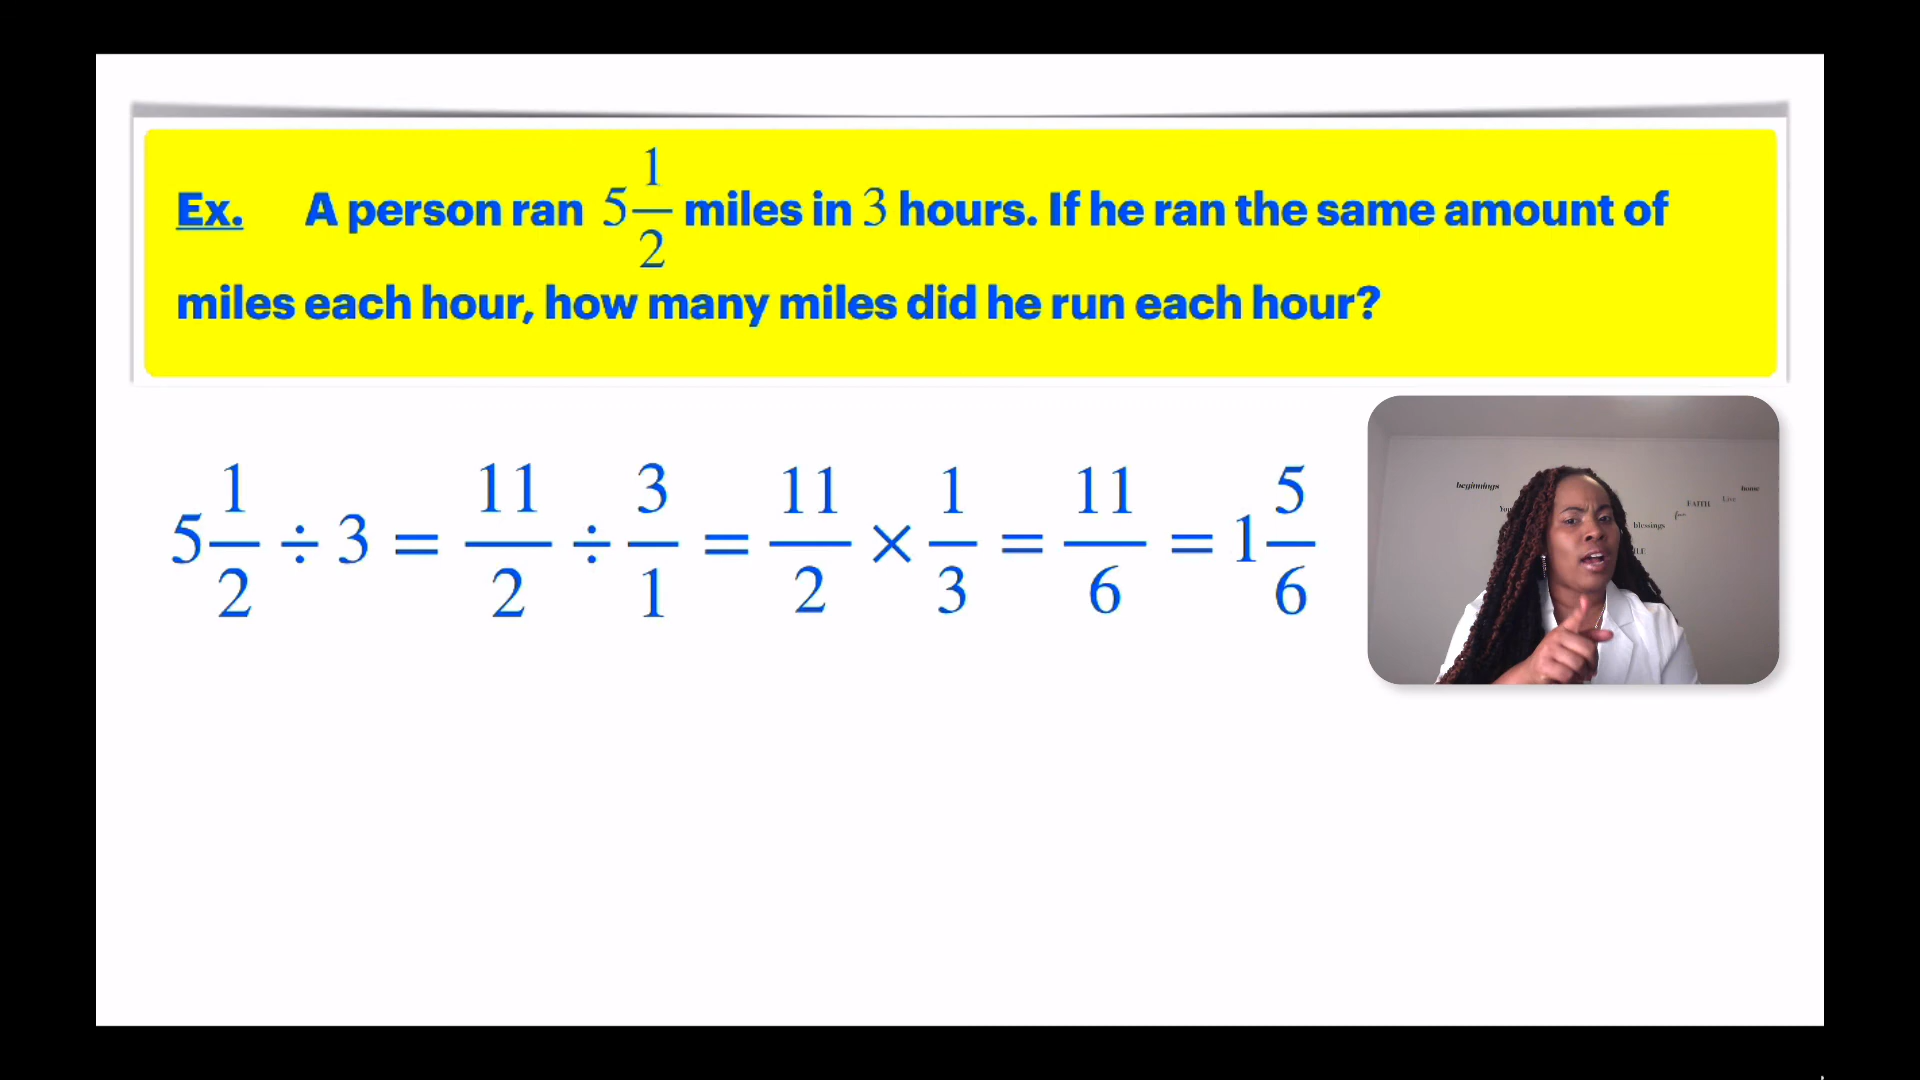 Ex. A person ran 5 1/2 miles in 3 hours. If he ran the same amount of
miles each hour, how many miles did he run each hour?
5 1/2 ÷ 3 = 11/2 ÷ 3/1 = 11/2 × 1/3 = 11/6 = 1 5/6
beginnings
home
Live
FAITH
blessings